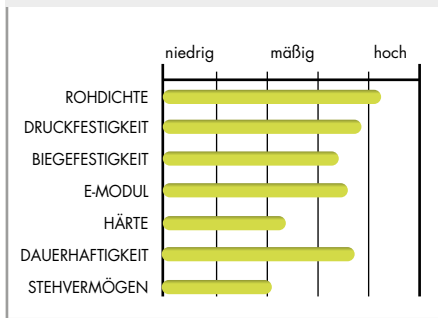 niedrig mäßig hoch
ROHDICHTE
DRUCKFESTIGKEIT
BIEGEFESTIGKEIT
E-MODUL
HÄRTE
DAUERHAFTIGKEIT
STEHVERMÖGEN